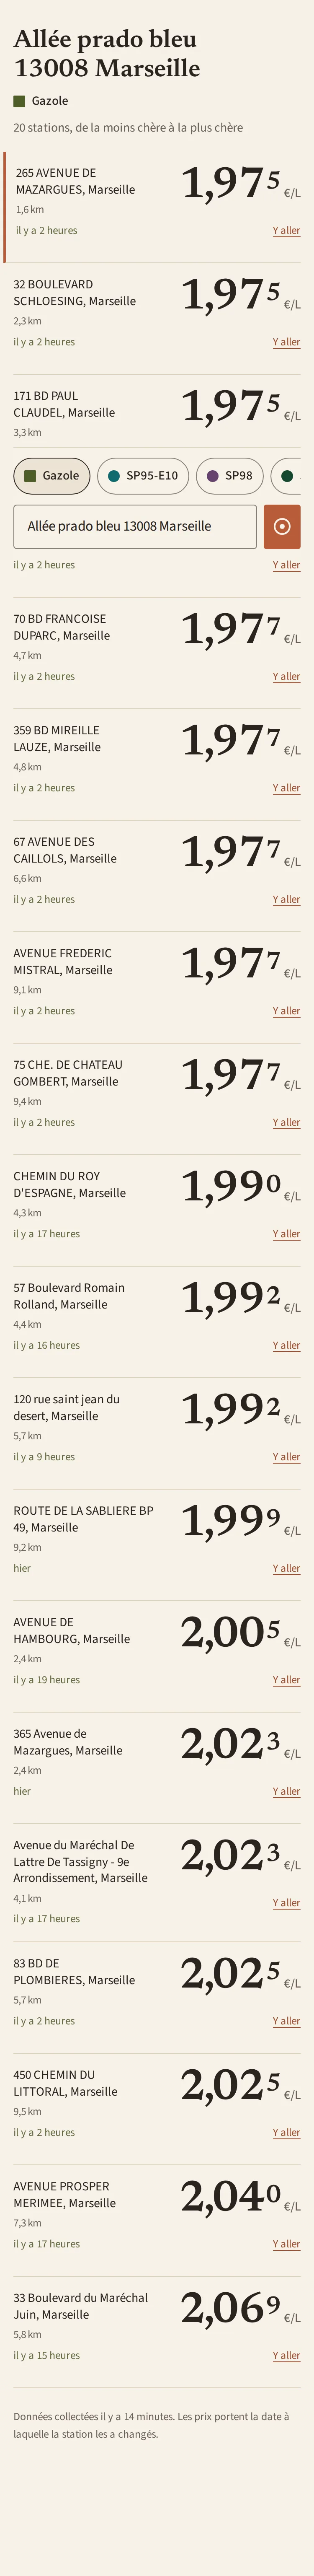 Allée prado bleu
13008 Marseille
Gazole
20 stations, de la moins chère à la plus chère
265 AVENUE DE
MAZARGUES, Marseille
1,975 €/L
1,6 km
il y a 2 heures
Y aller
32 BOULEVARD
SCHLOESING, Marseille
1,975 €/L
2,3 km
il y a 2 heures
Y aller
171 BD PAUL
CLAUDEL, Marseille
1,975 €/L
3,3 km
Gazole
SP95-E10
SP98
Allée prado bleu 13008 Marseille
il y a 2 heures
Y aller
70 BD FRANCOISE
DUPARC, Marseille
1,977 €/L
4,7 km
il y a 2 heures
Y aller
359 BD MIREILLE
LAUZE, Marseille
1,977 €/L
4,8 km
il y a 2 heures
Y aller
67 AVENUE DES
CAILLOLS, Marseille
1,977 €/L
6,6 km
il y a 2 heures
Y aller
AVENUE FREDERIC
MISTRAL, Marseille
1,977 €/L
9,1 km
il y a 2 heures
Y aller
75 CHE. DE CHATEAU
GOMBERT, Marseille
1,977 €/L
9,4 km
il y a 2 heures
Y aller
CHEMIN DU ROY
D'ESPAGNE, Marseille
1,990 €/L
4,3 km
il y a 17 heures
Y aller
57 Boulevard Romain
Rolland, Marseille
1,992 €/L
4,4 km
il y a 16 heures
Y aller
120 rue saint jean du
desert, Marseille
1,992 €/L
5,7 km
il y a 9 heures
Y aller
ROUTE DE LA SABLIERE BP
49, Marseille
1,999 €/L
9,2 km
hier
Y aller
AVENUE DE
HAMBOURG, Marseille
2,005 €/L
2,4 km
il y a 19 heures
Y aller
365 Avenue de
Mazargues, Marseille
2,023 €/L
2,4 km
hier
Y aller
Avenue du Maréchal De
Lattre De Tassigny - 9e
Arrondissement, Marseille
2,023 €/L
4,1 km
il y a 17 heures
Y aller
83 BD DE
PLOMBIERES, Marseille
2,025 €/L
5,7 km
il y a 2 heures
Y aller
450 CHEMIN DU
LITTORAL, Marseille
2,025 €/L
9,5 km
il y a 2 heures
Y aller
AVENUE PROSPER
MERIMEE, Marseille
2,040 €/L
7,3 km
il y a 17 heures
Y aller
33 Boulevard du Maréchal
Juin, Marseille
2,069 €/L
5,8 km
il y a 15 heures
Y aller
Données collectées il y a 14 minutes. Les prix portent la date à
laquelle la station les a changés.